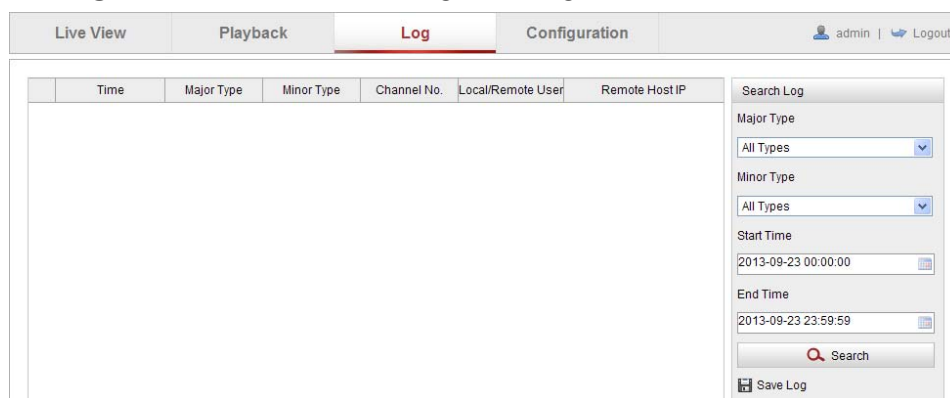 Live View Playback Log Configuration admin | Logout
Time Major Type Minor Type Channel No. Local/Remote User Remote Host IP
Search Log
Major Type
All Types
Minor Type
All Types
Start Time
2013-09-23 00:00:00
End Time
2013-09-23 23:59:59
Search
Save Log